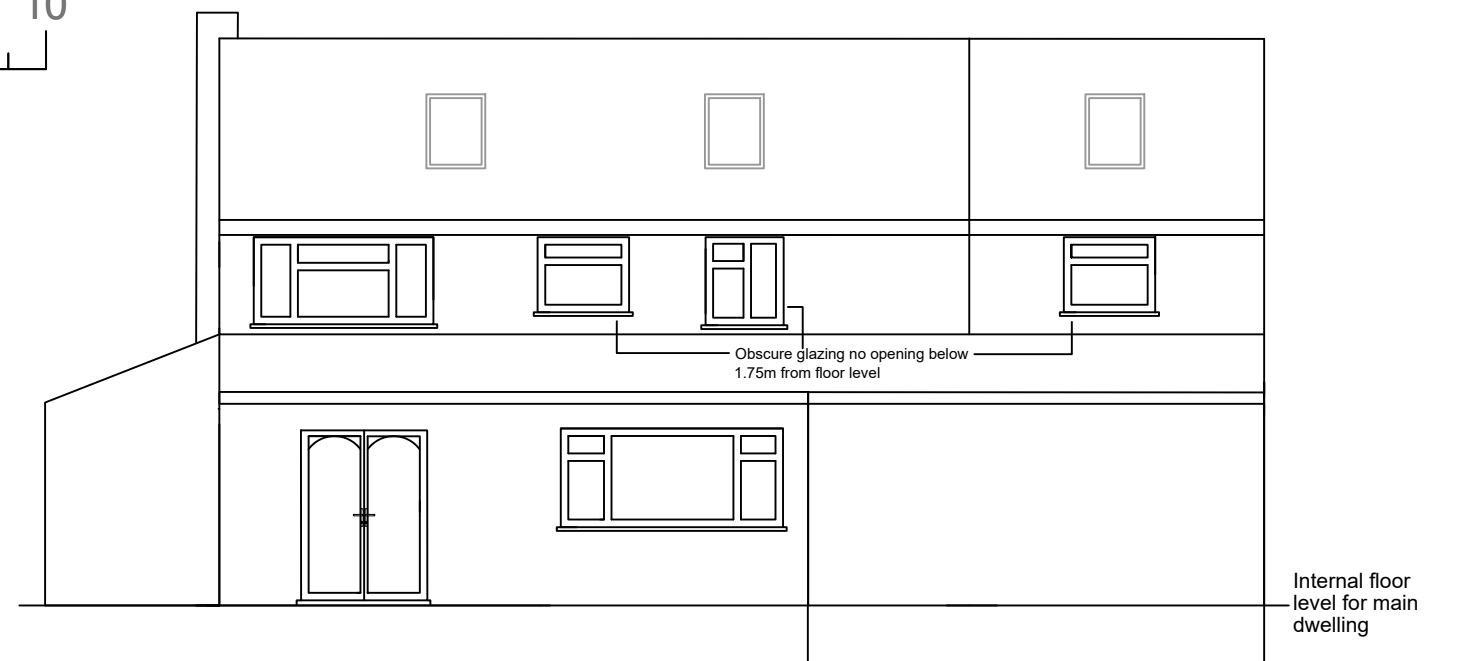 10
Obscure glazing no opening below
1.75m from floor level
Internal floor
level for main
dwelling